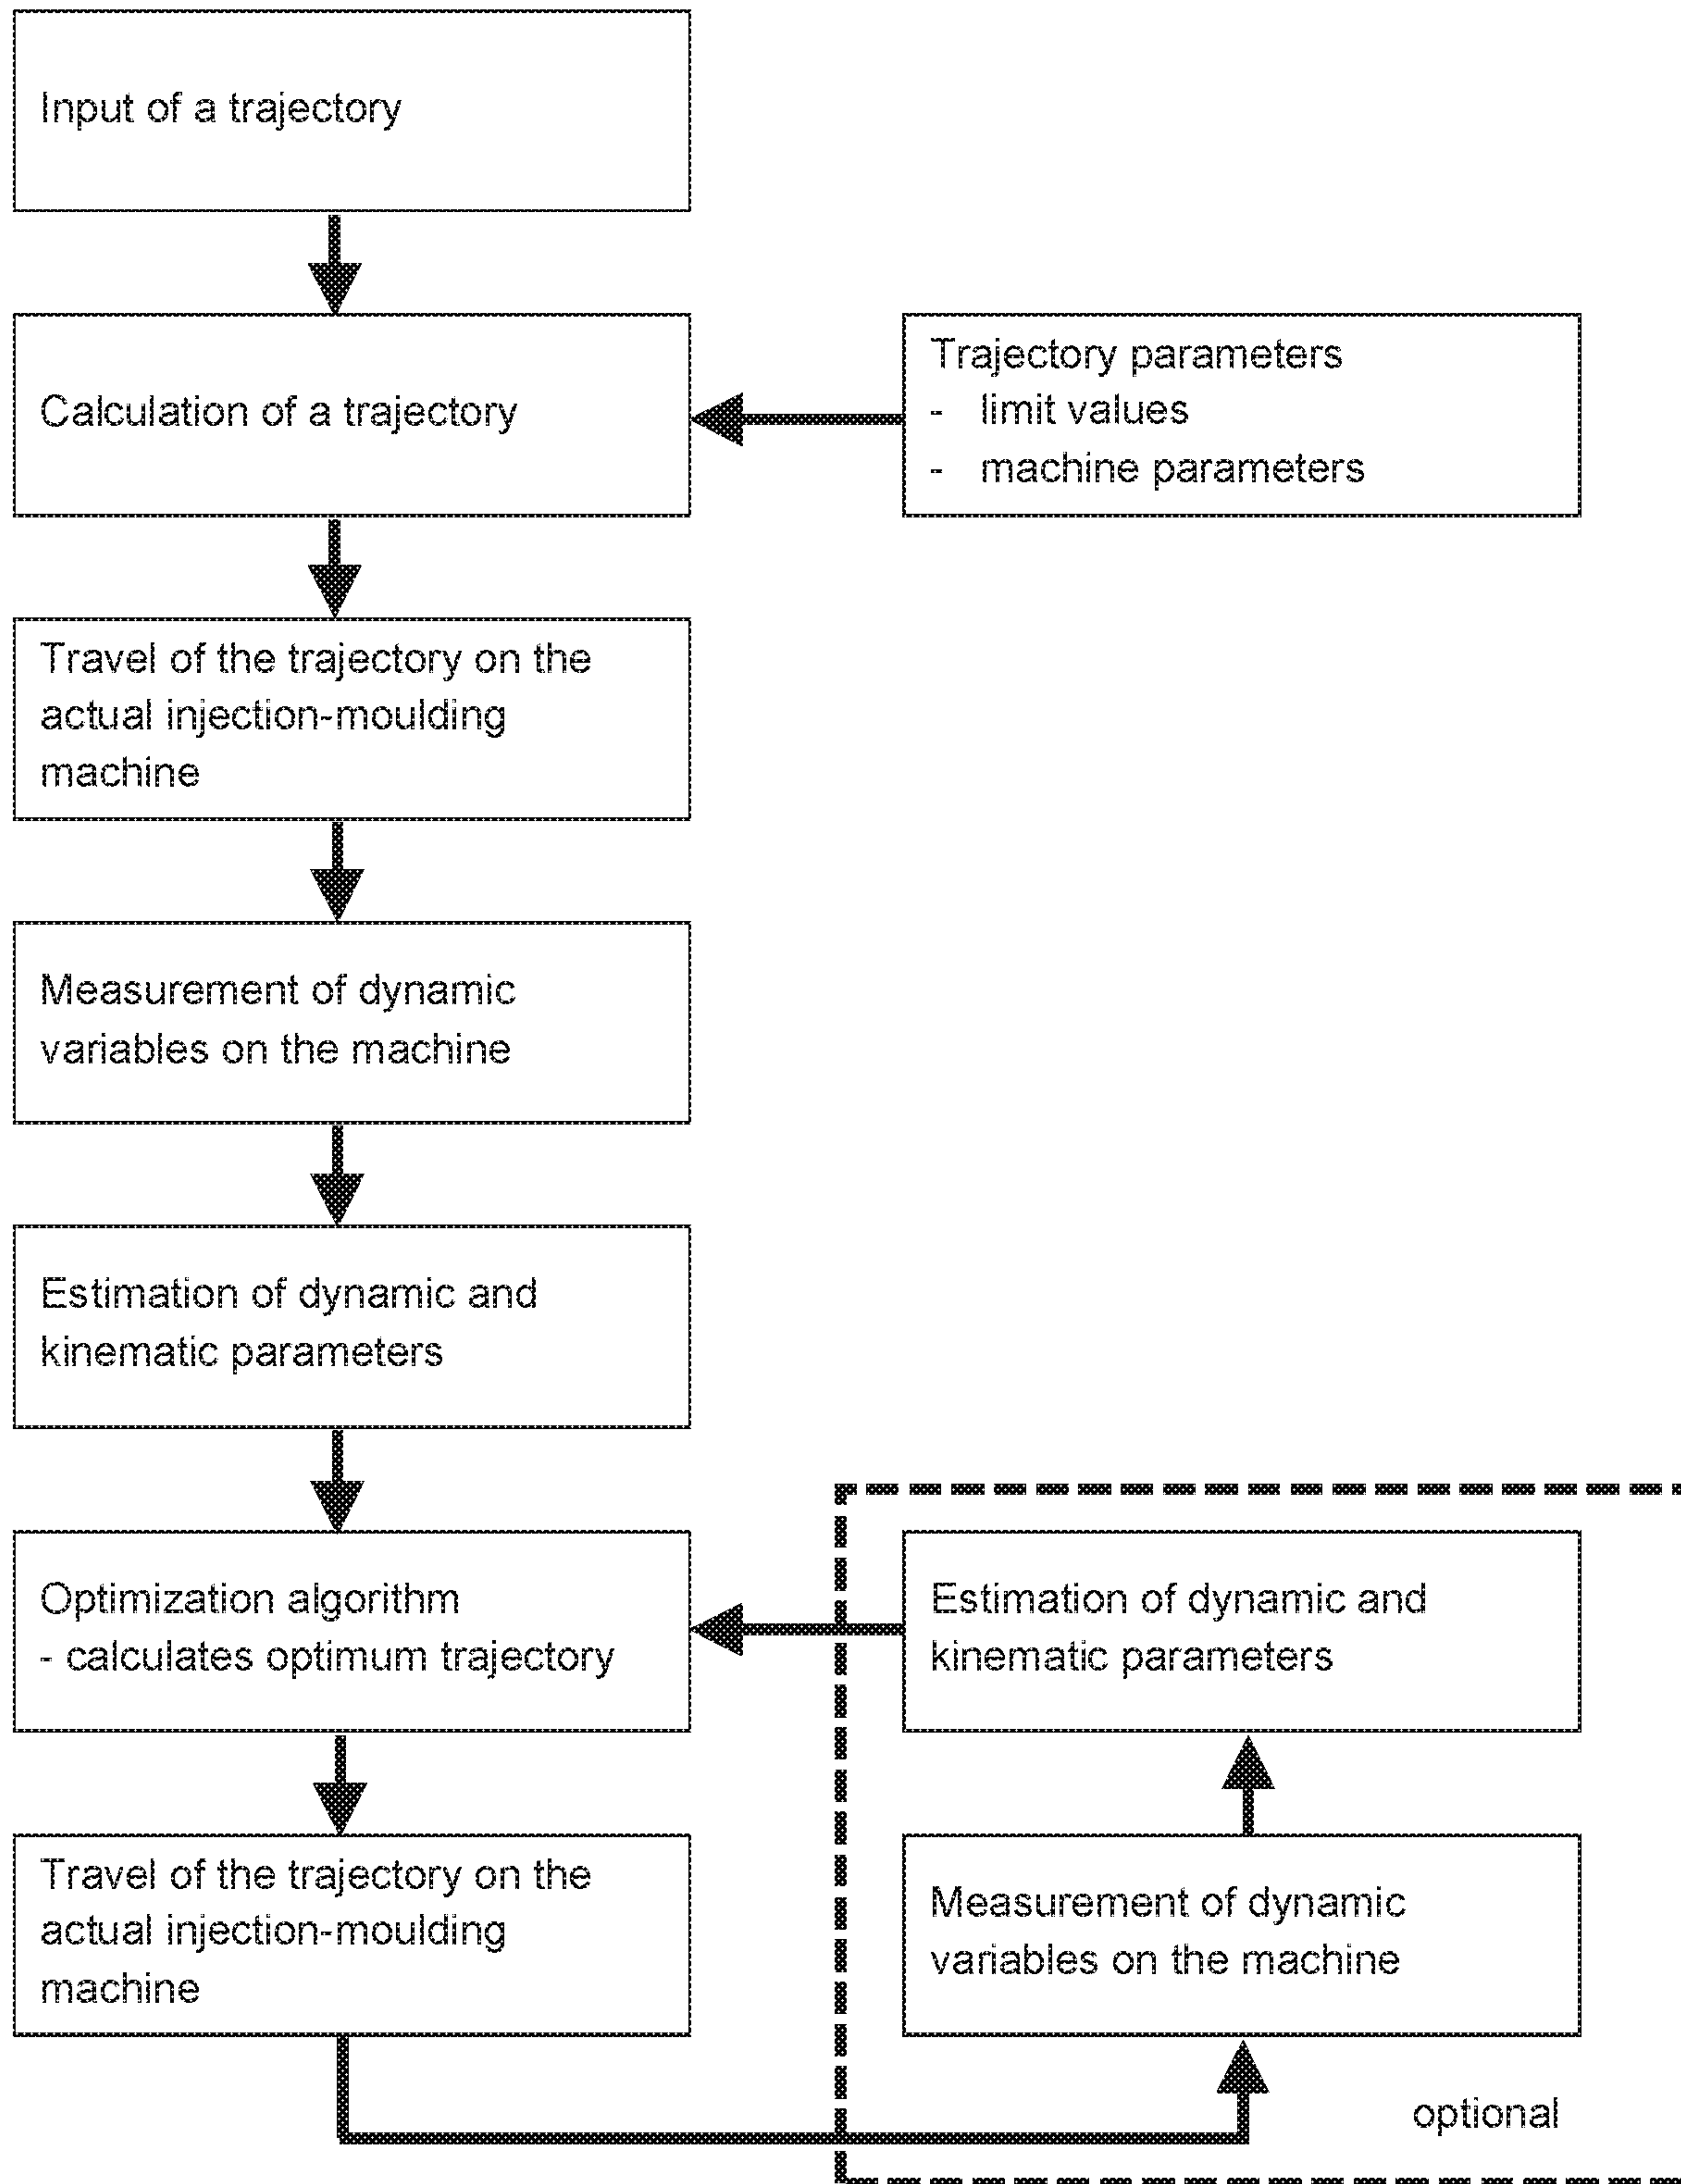 Input of a trajectory
Calculation of a trajectory
Trajectory parameters
- limit values
- machine parameters
Travel of the trajectory on the
actual injection-moulding
machine
Measurement of dynamic
variables on the machine
Estimation of dynamic and
kinematic parameters
Optimization algorithm
- calculates optimum trajectory
Estimation of dynamic and
kinematic parameters
Travel of the trajectory on the
actual injection-moulding
machine
Measurement of dynamic
variables on the machine
optional